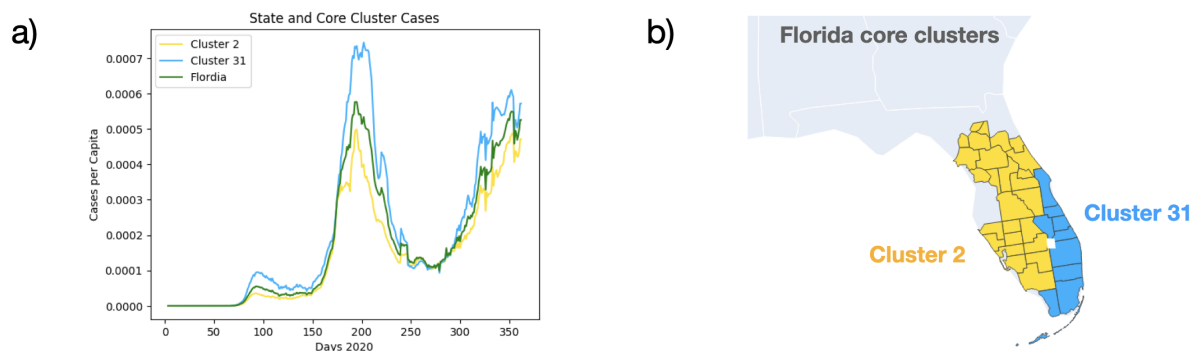 a)
State and Core Cluster Cases
Cluster 2
Cluster 31
Flordia
Cases per Capita
0.0007
0.0006
0.0005
0.0004
0.0003
0.0002
0.0001
0.0000
0 50 100 150 200 250 300 350
Days 2020
b)
Florida core clusters
Cluster 31
Cluster 2